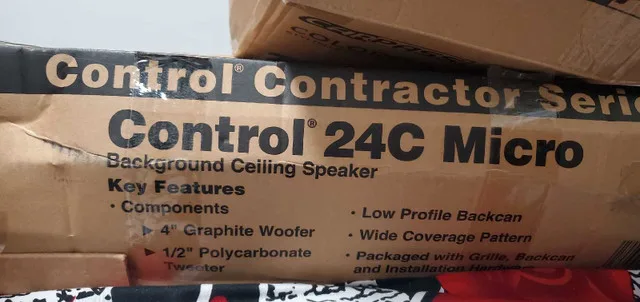 Control® Contractor Serie
Control® 24C Micro
Background Ceiling Speaker
Key Features
· Components
▶ 4" Graphite Woofer
▶ 1/2" Polycarbonate
Tweeter
· Low Profile Backcan
· Wide Coverage Pattern
· Packaged with Grille, Backcan
and Installation Hardware